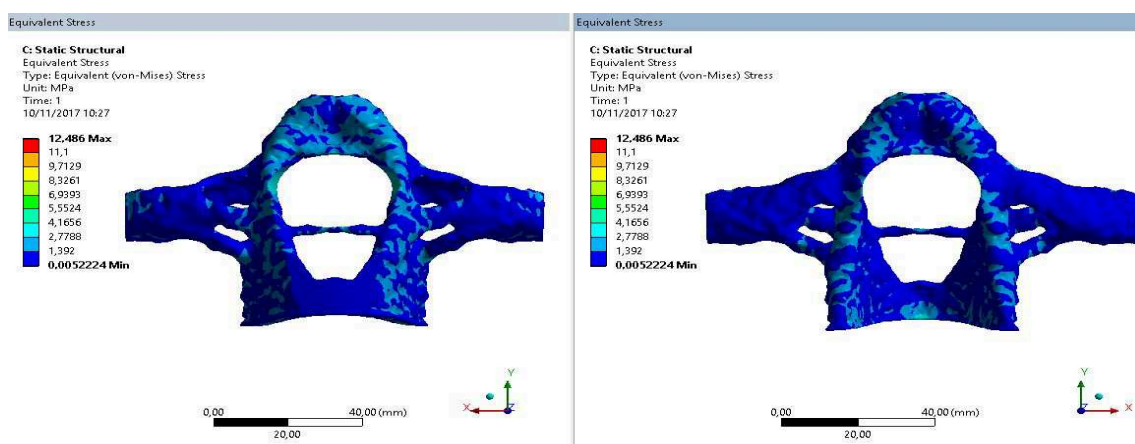 Equivalent Stress
C: Static Structural
Equivalent Stress
Type: Equivalent (von-Mises) Stress
Unit: MPa
Time: 1
10/11/2017 10:27
12,486 Max
11,1
9,7129
8,3261
6,9393
5,5524
4,1656
2,7788
1,392
0,0052224 Min
Y
X
Z
0,00
40,00 (mm)
20,00
Equivalent Stress
C: Static Structural
Equivalent Stress
Type: Equivalent (von-Mises) Stress
Unit: MPa
Time: 1
10/11/2017 10:27
12,486 Max
11,1
9,7129
8,3261
6,9393
5,5524
4,1656
2,7788
1,392
0,0052224 Min
Y
Z
X
0,00
40,00 (mm)
20,00